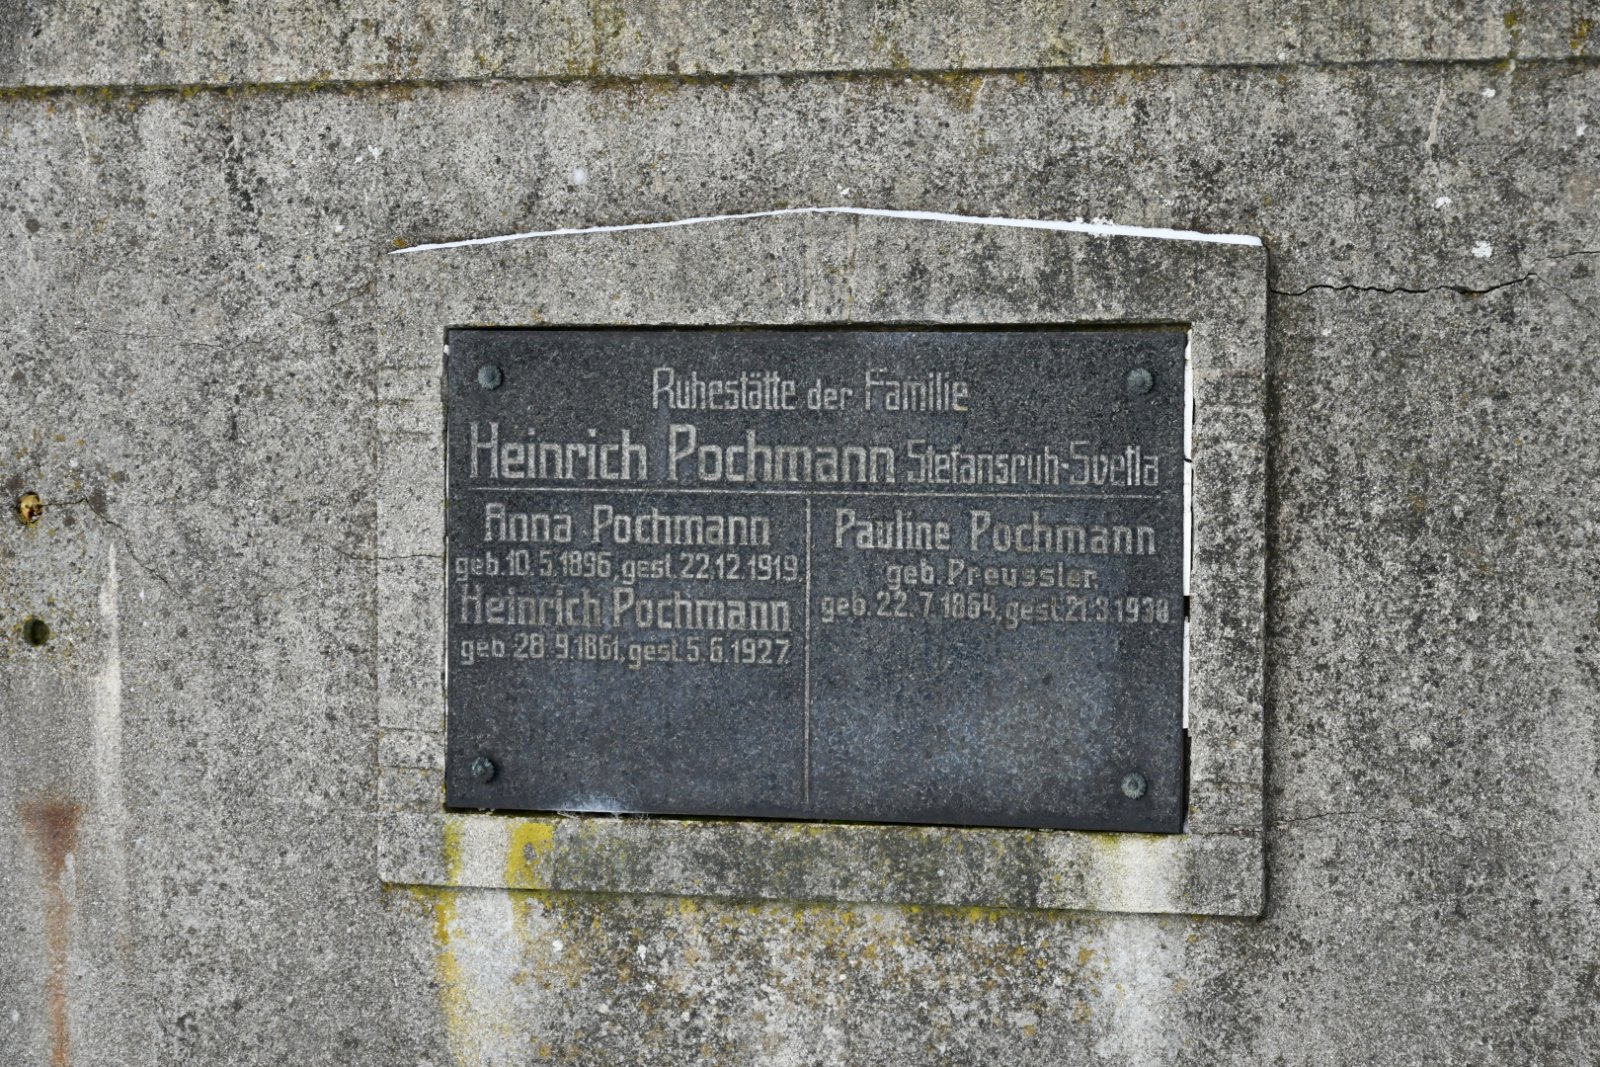 Ruhestätte der Familie
Heinrich Pochmann Stefansruh-Svetla
Anna Pochmann
geb. 10.5.1896, gest. 22.12.1919.
Heinrich Pochmann
geb. 28.9.1861, gest. 5.6.1927.
Pauline Pochmann
geb. Preussler.
geb. 22.7.1864, gest. 21.3.1938.